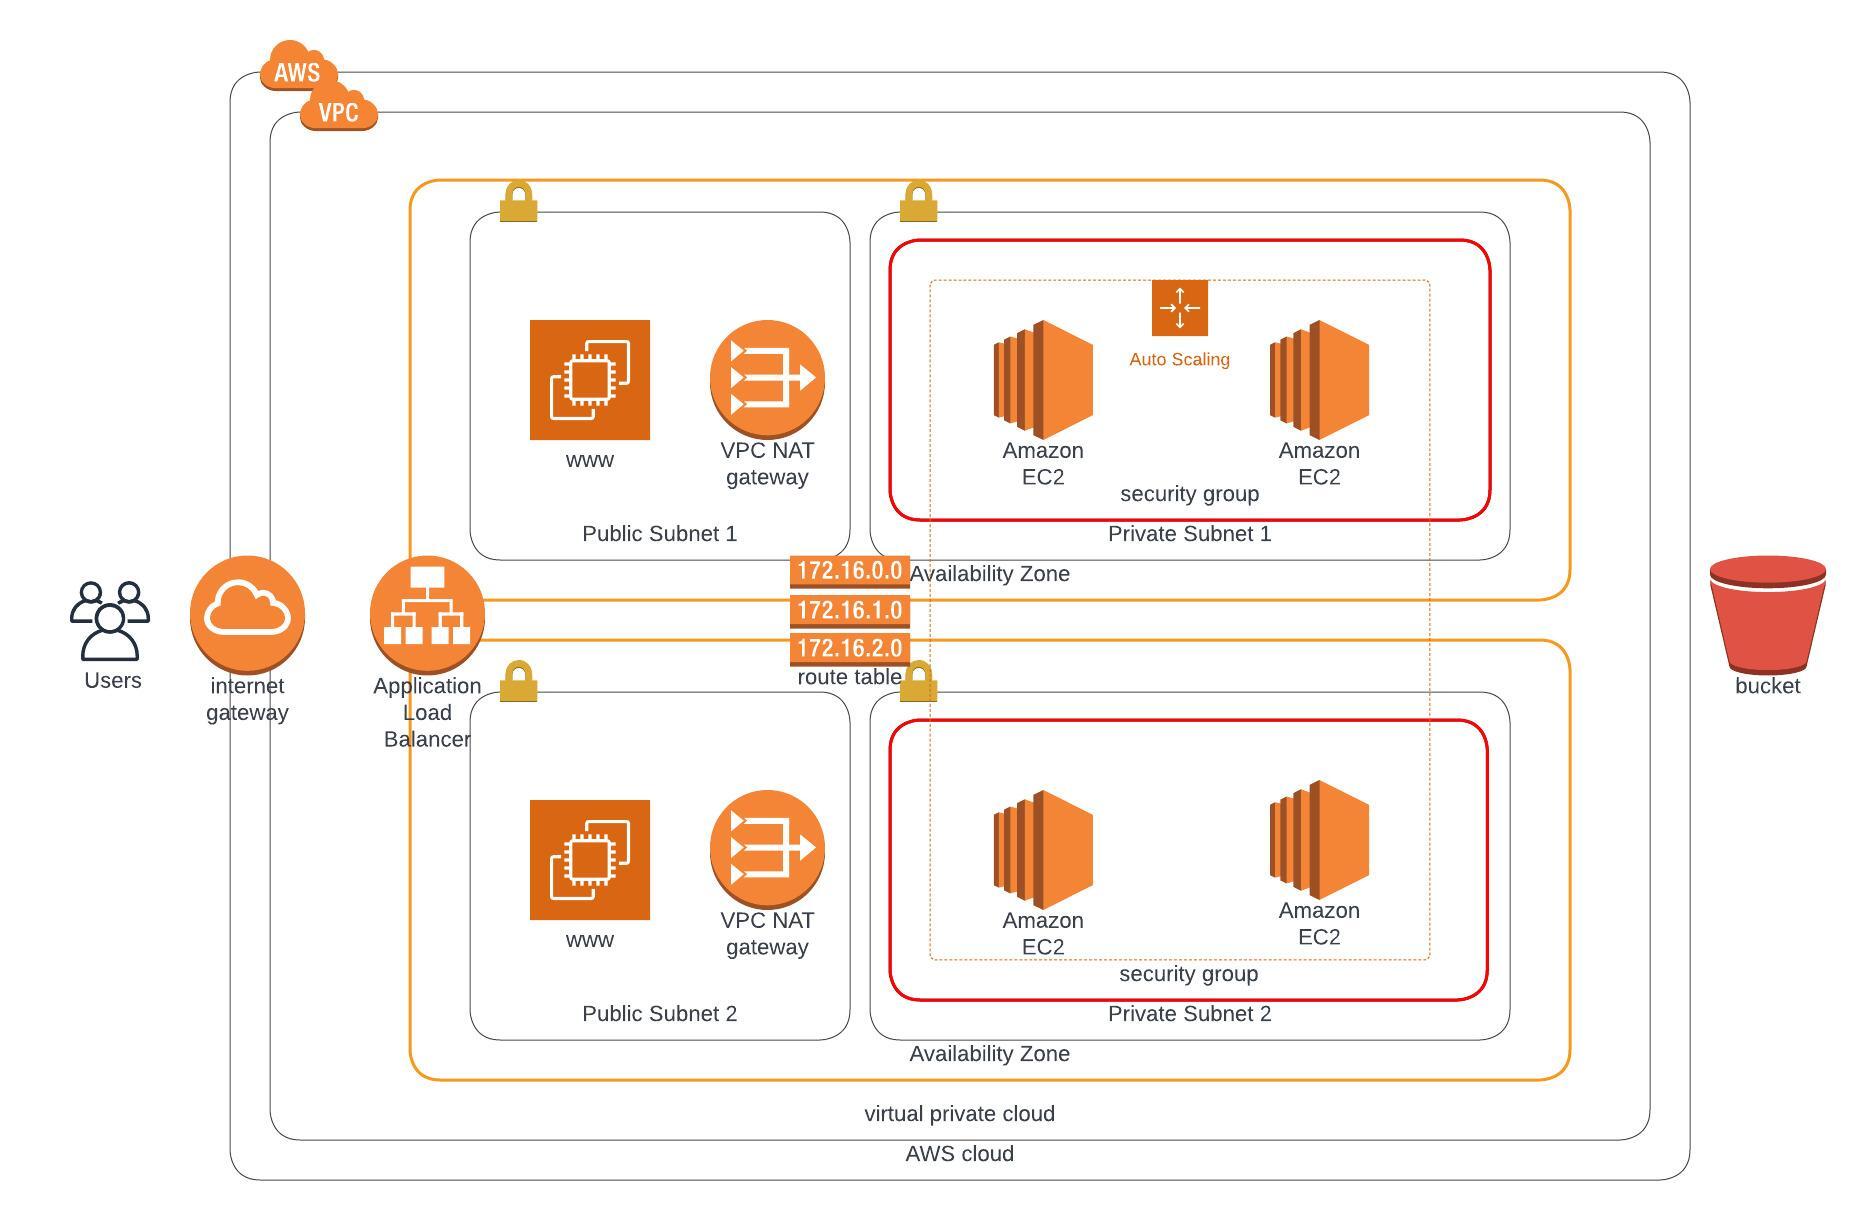 AWS
VPC
Auto Scaling
www
VPC NAT
gateway
Amazon
EC2
Amazon
EC2
security group
Public Subnet 1
Private Subnet 1
172.16.0.0
Availability Zone
172.16.1.0
172.16.2.0
route table
Users
internet
gateway
Application
Load
Balancer
bucket
www
VPC NAT
gateway
Amazon
EC2
Amazon
EC2
security group
Public Subnet 2
Private Subnet 2
Availability Zone
virtual private cloud
AWS cloud